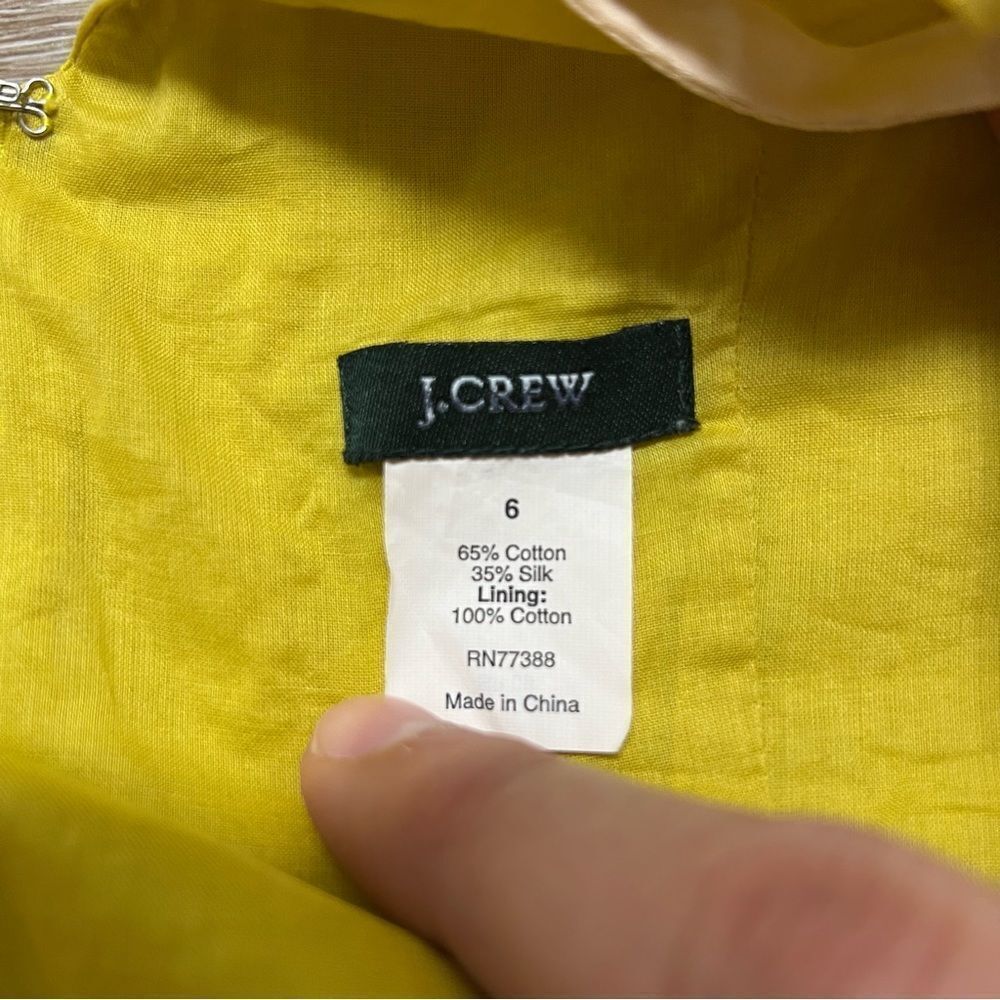 J.CREW
6
65% Cotton
35% Silk
Lining:
100% Cotton
RN77388
Made in China